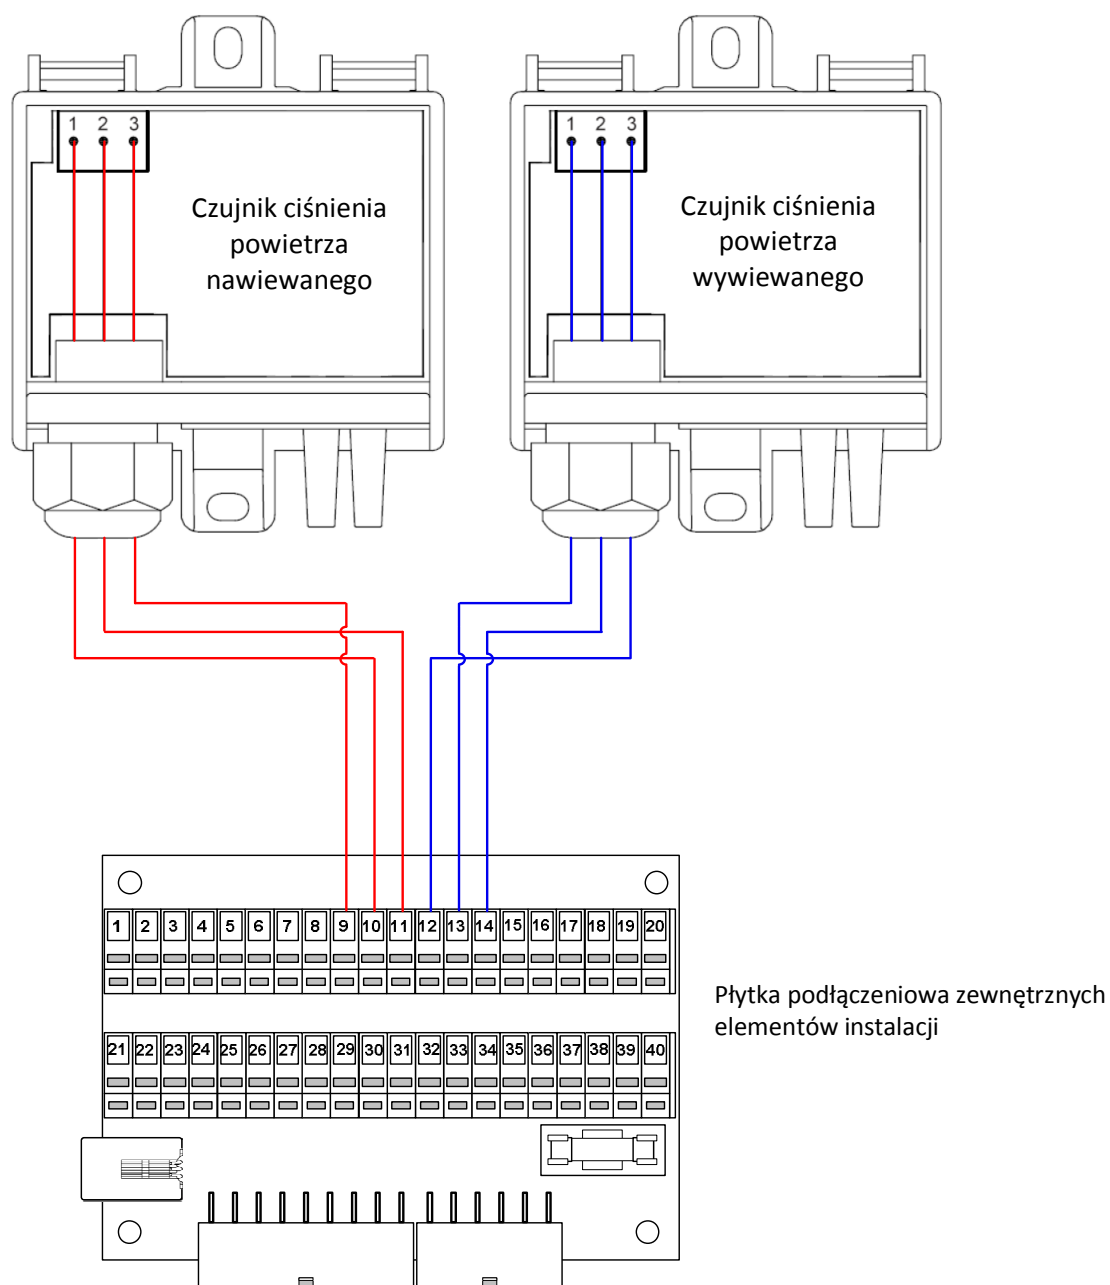 1 2 3
Czujnik ciśnienia
powietrza
nawiewanego
1 2 3
Czujnik ciśnienia
powietrza
wywiewanego
1 2 3 4 5 6 7 8 9 10 11 12 13 14 15 16 17 18 19 20
Płytka podłączeniowa zewnętrznych
elementów instalacji
21 22 23 24 25 26 27 28 29 30 31 32 33 34 35 36 37 38 39 40